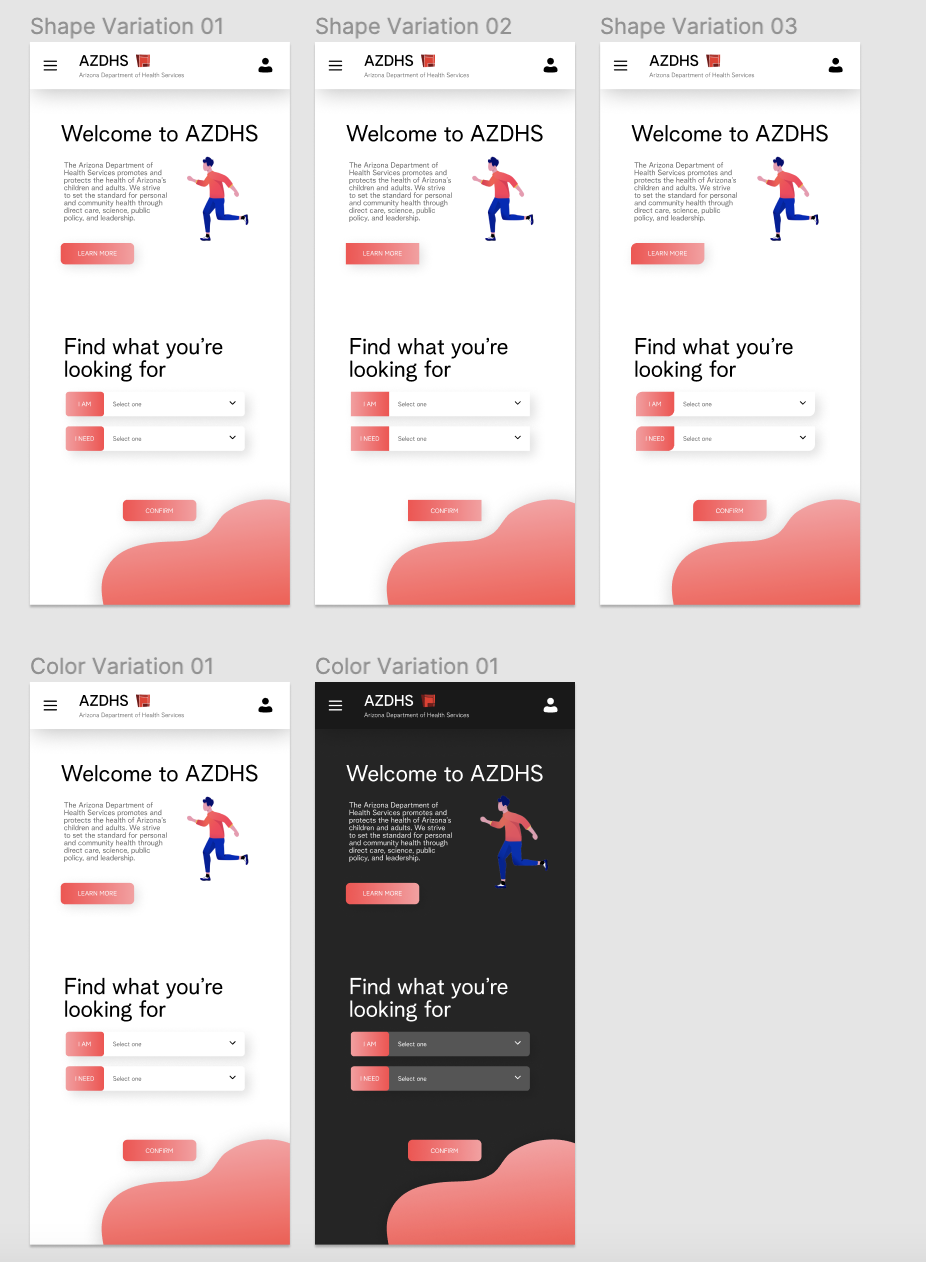 Shape Variation 01
AZDHS
Arizona Department of Health Services
Welcome to AZDHS
The Arizona Department of
Health Services promotes and
protects the health of Arizona's
children and adults. We strive
to set the standard for personal
and community health through
direct care, science, public
policy, and leadership.
LEARN MORE
Find what you're
looking for
I AM Select one
I NEED Select one
CONFIRM
Shape Variation 02
AZDHS
Arizona Department of Health Services
Welcome to AZDHS
The Arizona Department of
Health Services promotes and
protects the health of Arizona's
children and adults. We strive
to set the standard for personal
and community health through
direct care, science, public
policy, and leadership.
LEARN MORE
Find what you're
looking for
I AM Select one
I NEED Select one
CONFIRM
Shape Variation 03
AZDHS
Arizona Department of Health Services
Welcome to AZDHS
The Arizona Department of
Health Services promotes and
protects the health of Arizona's
children and adults. We strive
to set the standard for personal
and community health through
direct care, science, public
policy, and leadership.
LEARN MORE
Find what you're
looking for
I AM Select one
I NEED Select one
CONFIRM
Color Variation 01
AZDHS
Arizona Department of Health Services
Welcome to AZDHS
The Arizona Department of
Health Services promotes and
protects the health of Arizona's
children and adults. We strive
to set the standard for personal
and community health through
direct care, science, public
policy, and leadership.
LEARN MORE
Find what you're
looking for
I AM Select one
I NEED Select one
CONFIRM
Color Variation 01
AZDHS
Arizona Department of Health Services
Welcome to AZDHS
The Arizona Department of
Health Services promotes and
protects the health of Arizona's
children and adults. We strive
to set the standard for personal
and community health through
direct care, science, public
policy, and leadership.
LEARN MORE
Find what you're
looking for
I AM Select one
I NEED Select one
CONFIRM